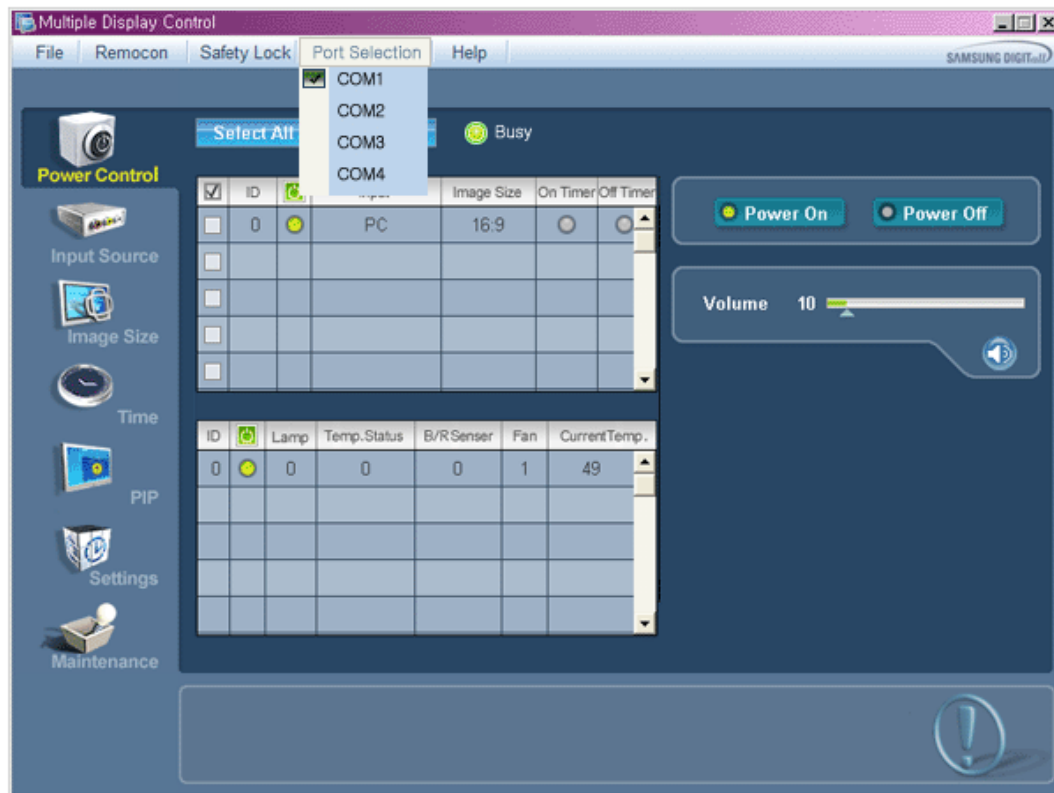 Multiple Display Control
File Remocon Safety Lock Port Selection Help
SAMSUNG DIGITall
COM1
COM2
COM3
COM4
Select All
Busy
Power Control
Input Source
Image Size
Time
PIP
Settings
Maintenance
ID Image Size On Timer Off Timer
0 PC 16:9
Power On Power Off
Volume 10
ID Lamp Temp.Status B/RSenser Fan CurrentTemp.
0 0 0 0 1 49